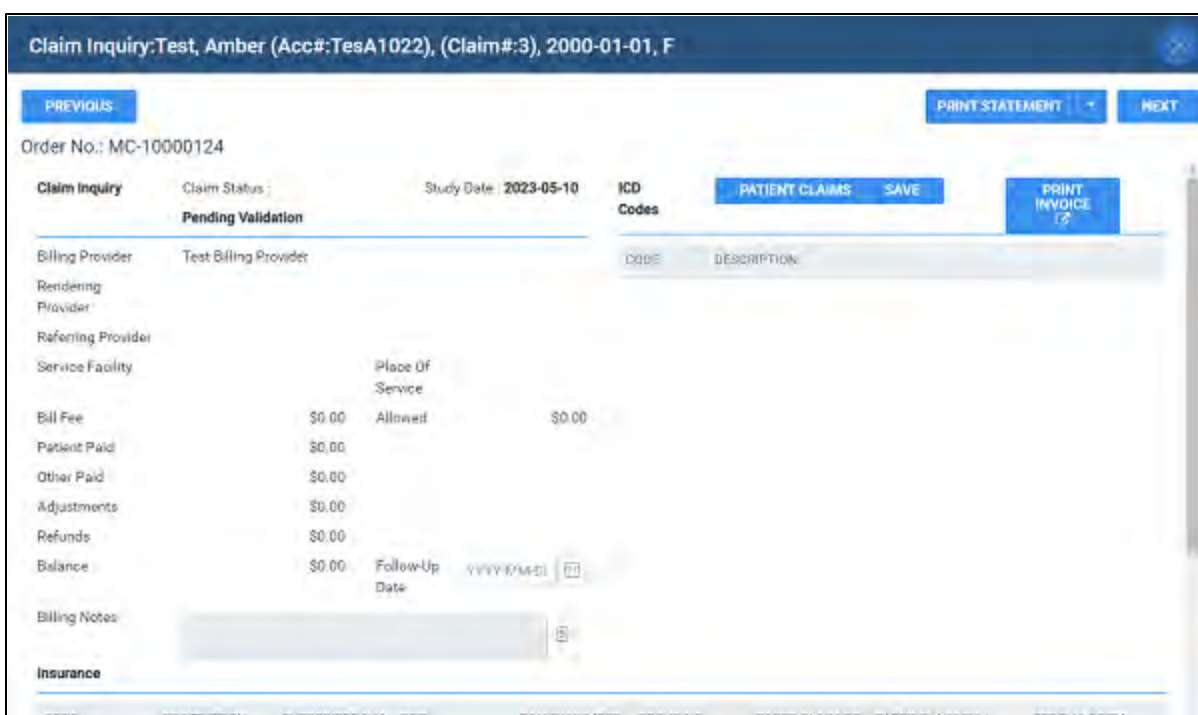 Claim Inquiry:Test, Amber (Acc#:TesA1022), (Claim#:3), 2000-01-01, F
PREVIOUS
PRINT STATEMENT
NEXT
Order No.: MC-10000124
Claim Inquiry
Claim Status :
Pending Validation
Study Date : 2023-05-10
Billing Provider Test Billing Provider
Rendering
Provider
Referring Provider
Service Facility
Place Of
Service
Bill Fee $0.00 Allowed $0.00
Patient Paid $0.00
Other Paid $0.00
Adjustments $0.00
Refunds $0.00
Balance $0.00
Follow-Up
Date
YYYY-MM-DD
Billing Notes
Insurance
ICD
Codes
PATIENT CLAIMS SAVE
PRINT
INVOICE
CODE DESCRIPTION